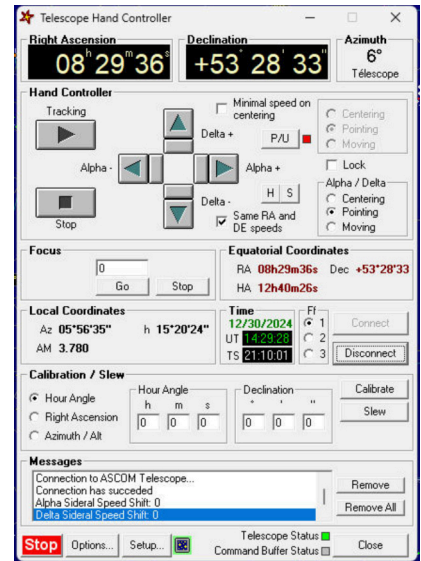 Telescope Hand Controller
Right Ascension
08h 29m 36s
Declination
+53° 28' 33"
Azimuth
6°
Télescope
Hand Controller
Tracking
Minimal speed on centering
Centering
Pointing
Moving
Delta +
P/U
Alpha -
Alpha +
Lock
Alpha / Delta
Centering
Pointing
Moving
H S
Delta -
Same RA and DE speeds
Stop
Focus
0
Go
Stop
Equatorial Coordinates
RA 08h29m36s Dec +53°28'33
HA 12h40m26s
Local Coordinates
Az 05°56'35" h 15°20'24"
AM 3.780
Time
12/30/2024
UT 14:29:28
TS 21:10:01
Ff
1
2
3
Connect
Disconnect
Calibration / Slew
Hour Angle
Right Ascension
Azimuth / Alt
Hour Angle
h m s
0 0 0
Declination
° ' "
0 0 0
Calibrate
Slew
Messages
Connection to ASCOM Telescope...
Connection has succeded
Alpha Sideral Speed Shift: 0
Delta Sideral Speed Shift: 0
Remove
Remove All
Stop
Options...
Setup...
Telescope Status
Command Buffer Status
Close